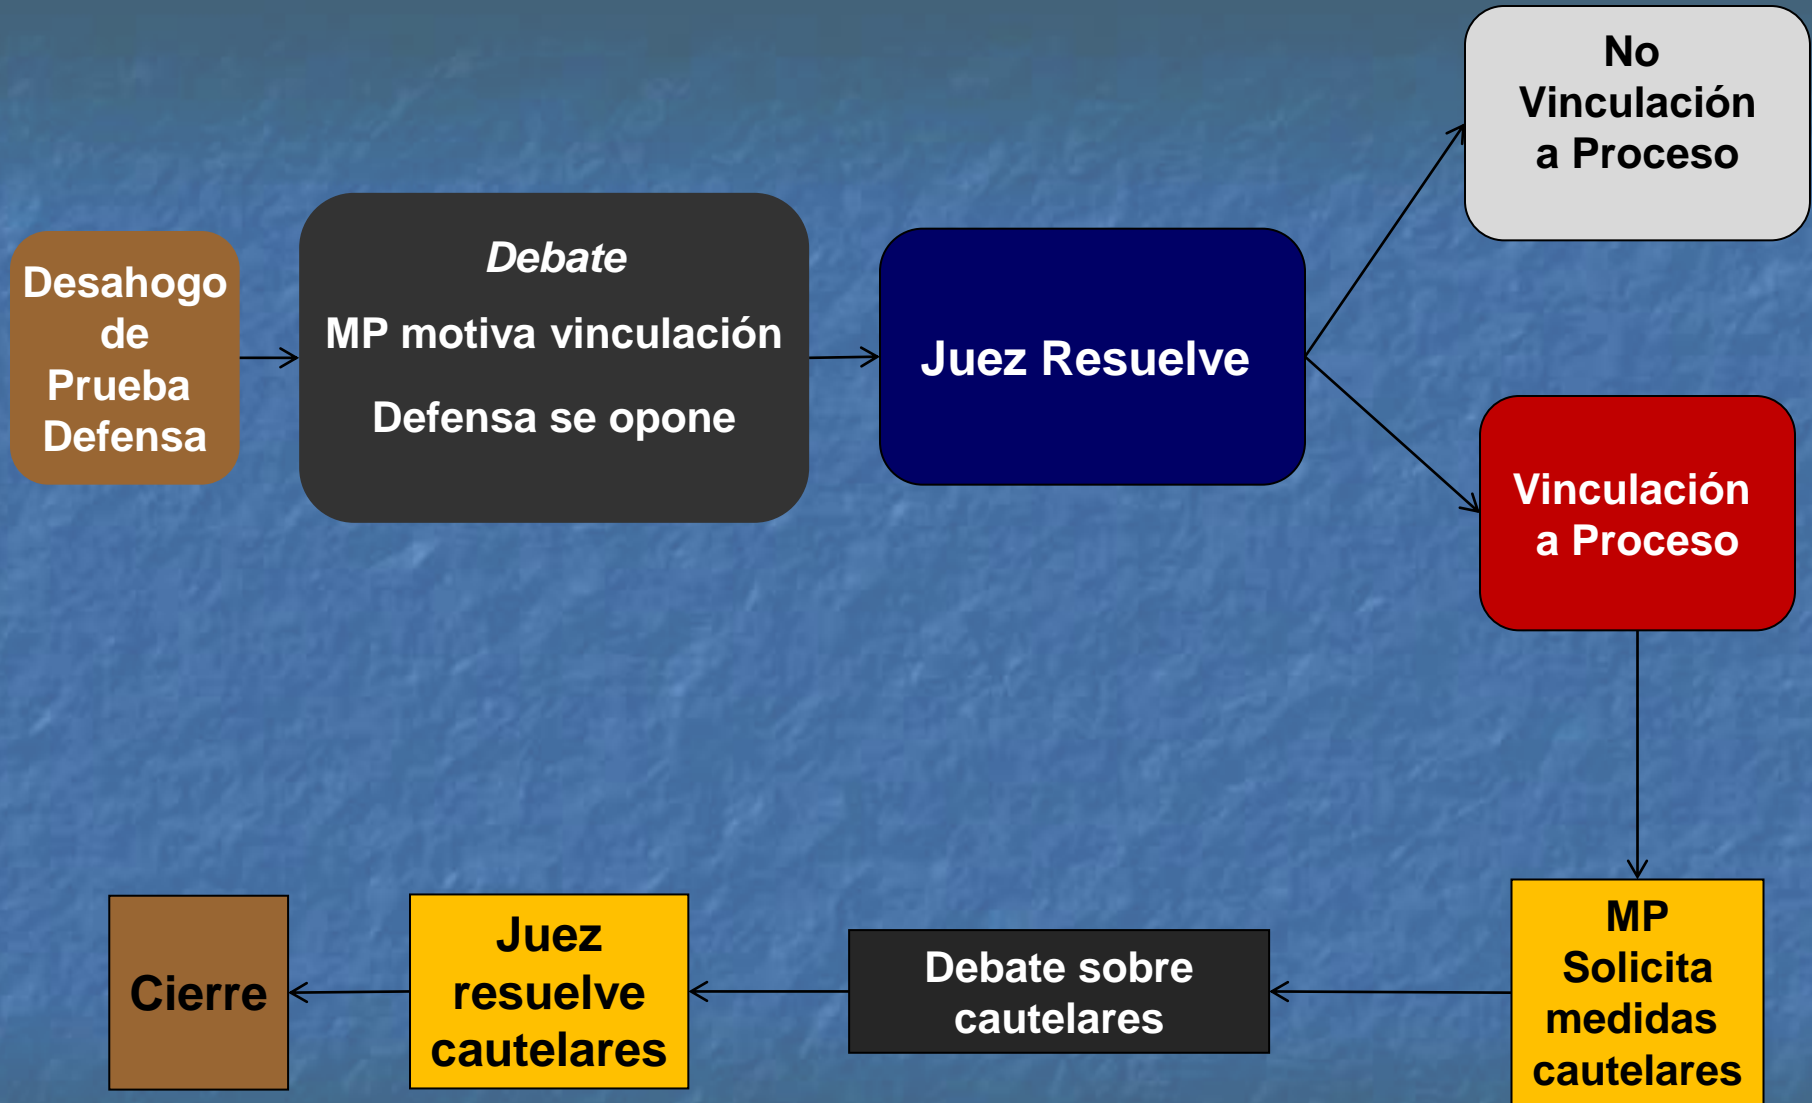 Desahogo
de
Prueba
Defensa
Debate
MP motiva vinculación
Defensa se opone
Juez Resuelve
No
Vinculación
a Proceso
Vinculación
a Proceso
MP
Solicita
medidas
cautelares
Debate sobre
cautelares
Juez
resuelve
cautelares
Cierre